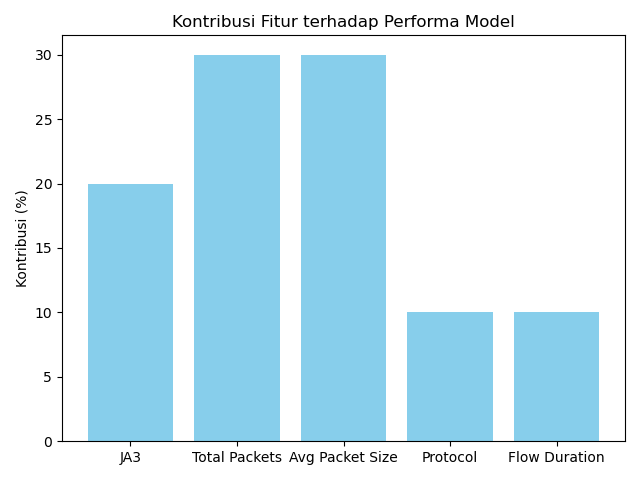 Kontribusi Fitur terhadap Performa Model
Kontribusi (%)
30
25
20
15
10
5
0
JA3
Total Packets
Avg Packet Size
Protocol
Flow Duration